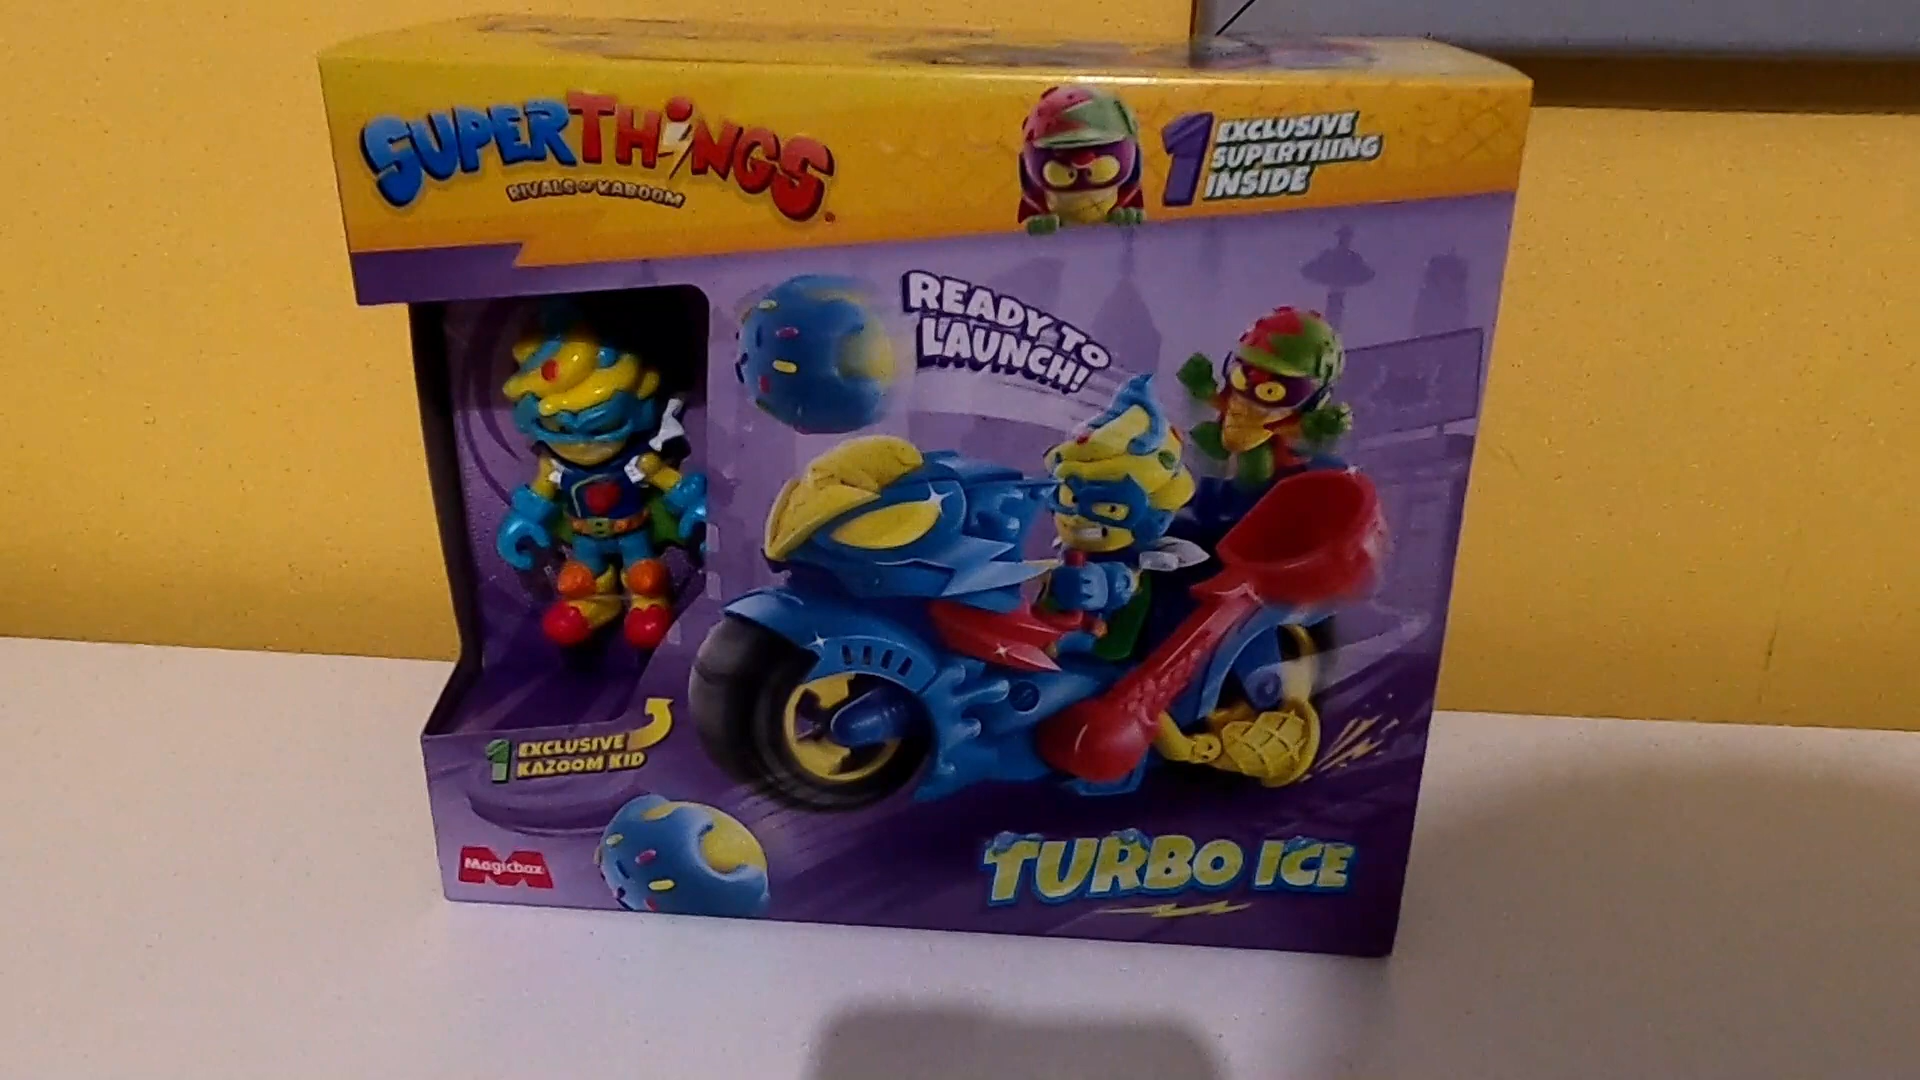 SUPERTHINGS
RIVALS OF KABOOM
1 EXCLUSIVE
SUPERTHING
INSIDE
READY TO
LAUNCH!
1 EXCLUSIVE
KAZOOM KID
Magicbox
TURBO ICE